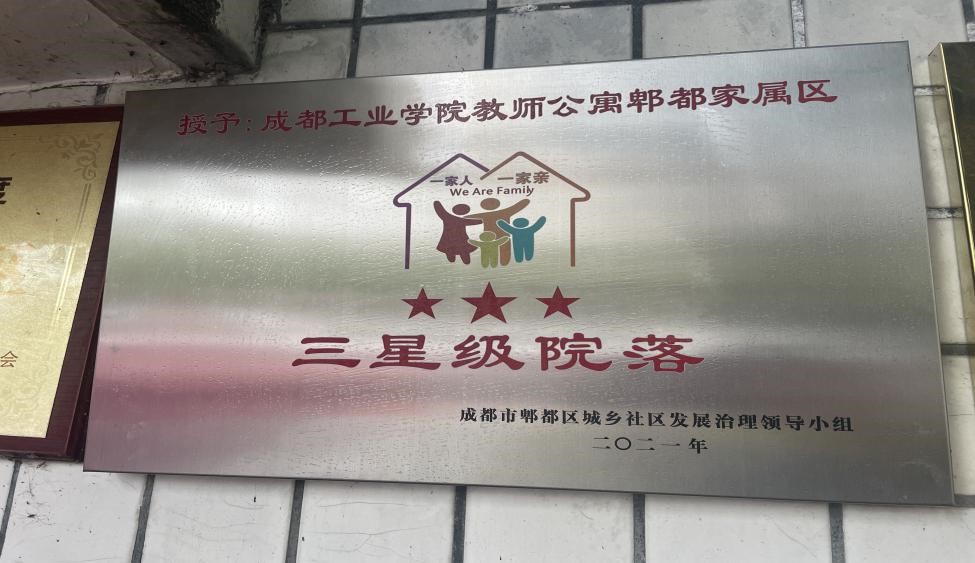 授予：成都工业学院教师公寓郫都家属区
一家人 一家亲
We Are Family
三星级院落
成都市郫都区城乡社区发展治理领导小组
二〇二一年
会